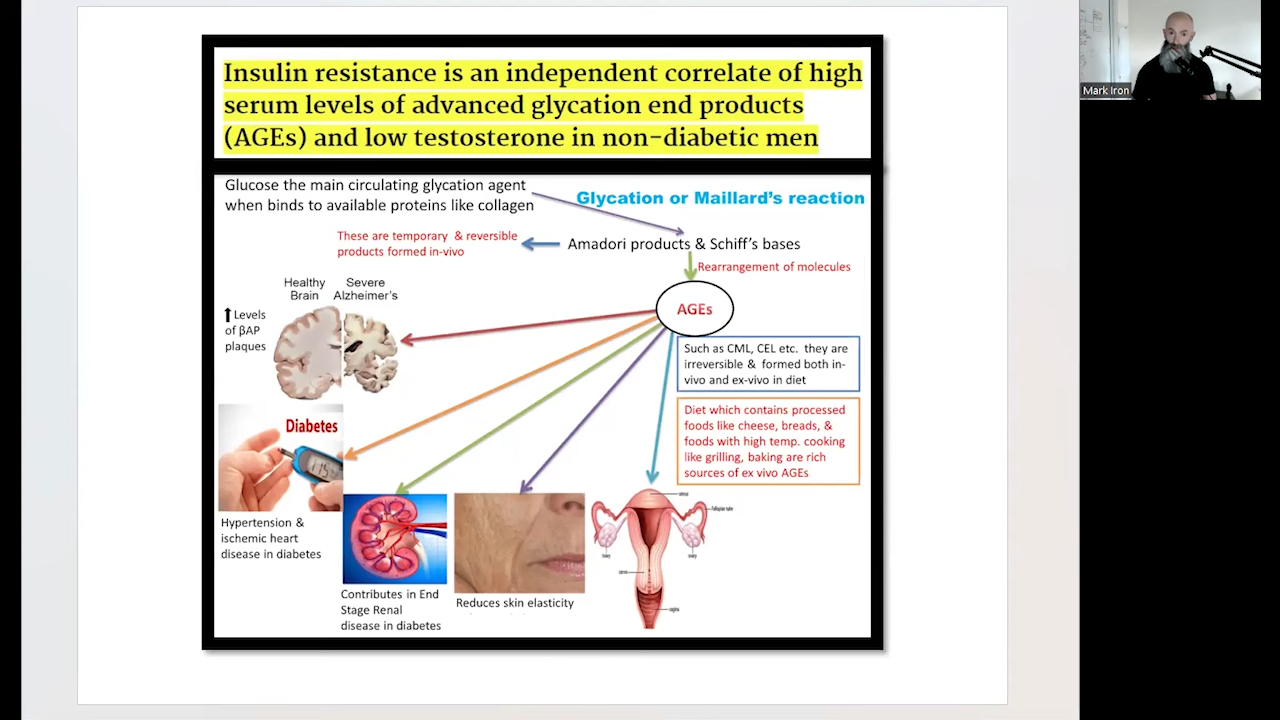 Insulin resistance is an independent correlate of high
serum levels of advanced glycation end products
(AGEs) and low testosterone in non-diabetic men
Glucose the main circulating glycation agent
when binds to available proteins like collagen
Glycation or Maillard's reaction
These are temporary & reversible
products formed in-vivo
Amadori products & Schiff's bases
Rearrangement of molecules
Healthy
Brain
Severe
Alzheimer's
Levels
of βAP
plaques
AGEs
Such as CML, CEL etc. they are
irreversible & formed both in-
vivo and ex-vivo in diet
Diet which contains processed
foods like cheese, breads, &
foods with high temp. cooking
like grilling, baking are rich
sources of ex vivo AGEs
Diabetes
Hypertension &
ischemic heart
disease in diabetes
Contributes in End
Stage Renal
disease in diabetes
Reduces skin elasticity
Fallopian tube
ovary
ovary
cervix
vagina
Mark Iron